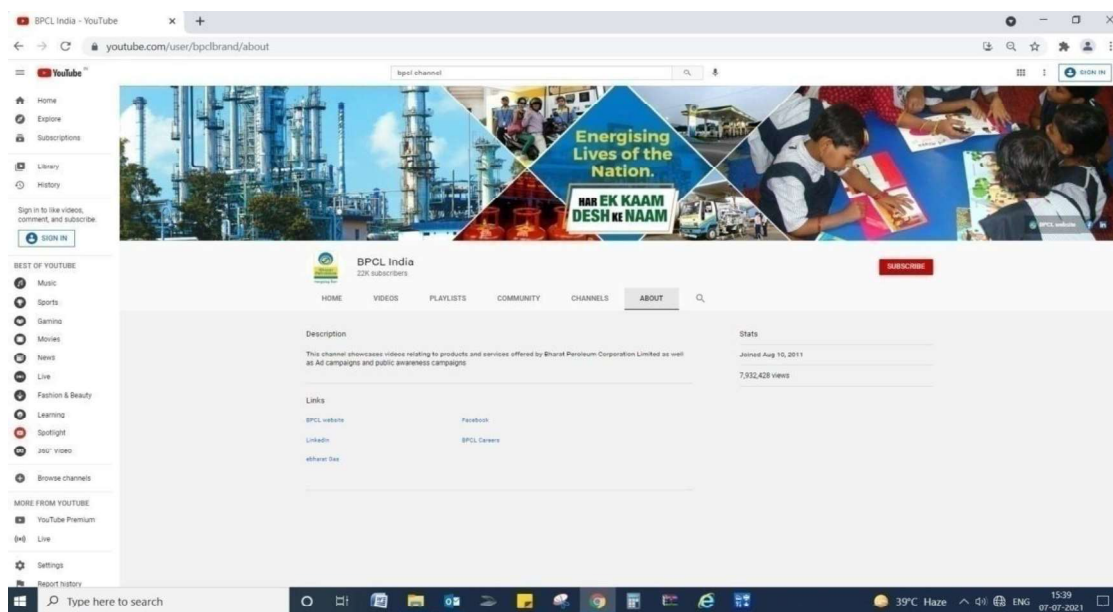 BPCL India - YouTube
youtube.com/user/bpclbrand/about
YouTube IN
bpcl channel
SIGN IN
Home
Explore
Subscriptions
Library
History
Sign in to like videos,
comment, and subscribe.
SIGN IN
BEST OF YOUTUBE
Music
Sports
Gaming
Movies
News
Live
Fashion & Beauty
Learning
Spotlight
360° Video
Browse channels
MORE FROM YOUTUBE
YouTube Premium
Live
Settings
Report history
Energising
Lives of the
Nation.
HAR EK KAAM
DESH KE NAAM
BPCL website
BPCL India
22K subscribers
SUBSCRIBE
HOME VIDEOS PLAYLISTS COMMUNITY CHANNELS ABOUT
Description
This channel showcases videos relating to products and services offered by Bharat Peroleum Corporation Limited as well
as Ad campaigns and public awareness campaigns
Links
BPCL website Facebook
LinkedIn BPCL Careers
eBharat Gas
Stats
Joined Aug 10, 2011
7,932,428 views
Type here to search
39°C Haze
ENG
15:39
07-07-2021